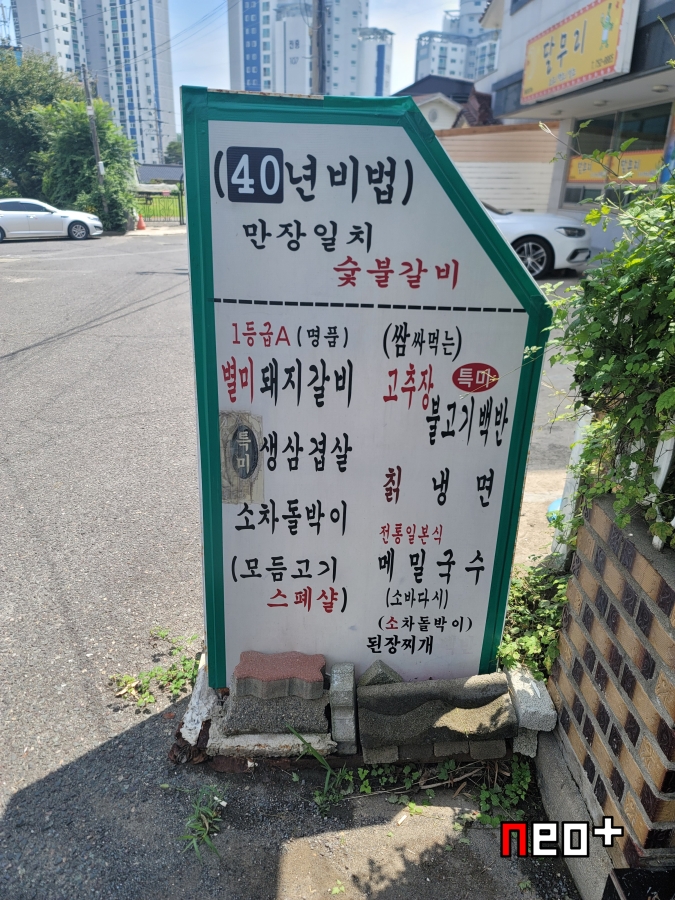 말무리
(40년비법)
만장일치
숯불갈비
1등급A (명품)
별미 돼지갈비
특미 생삼겹살
소차돌박이
(모듬고기
스폐샬)
(쌈싸먹는)
고추장 특미
불고기백반
칡 냉면
전통일본식
메밀국수
(소바다시)
(소차돌박이)
된장찌개
neo+